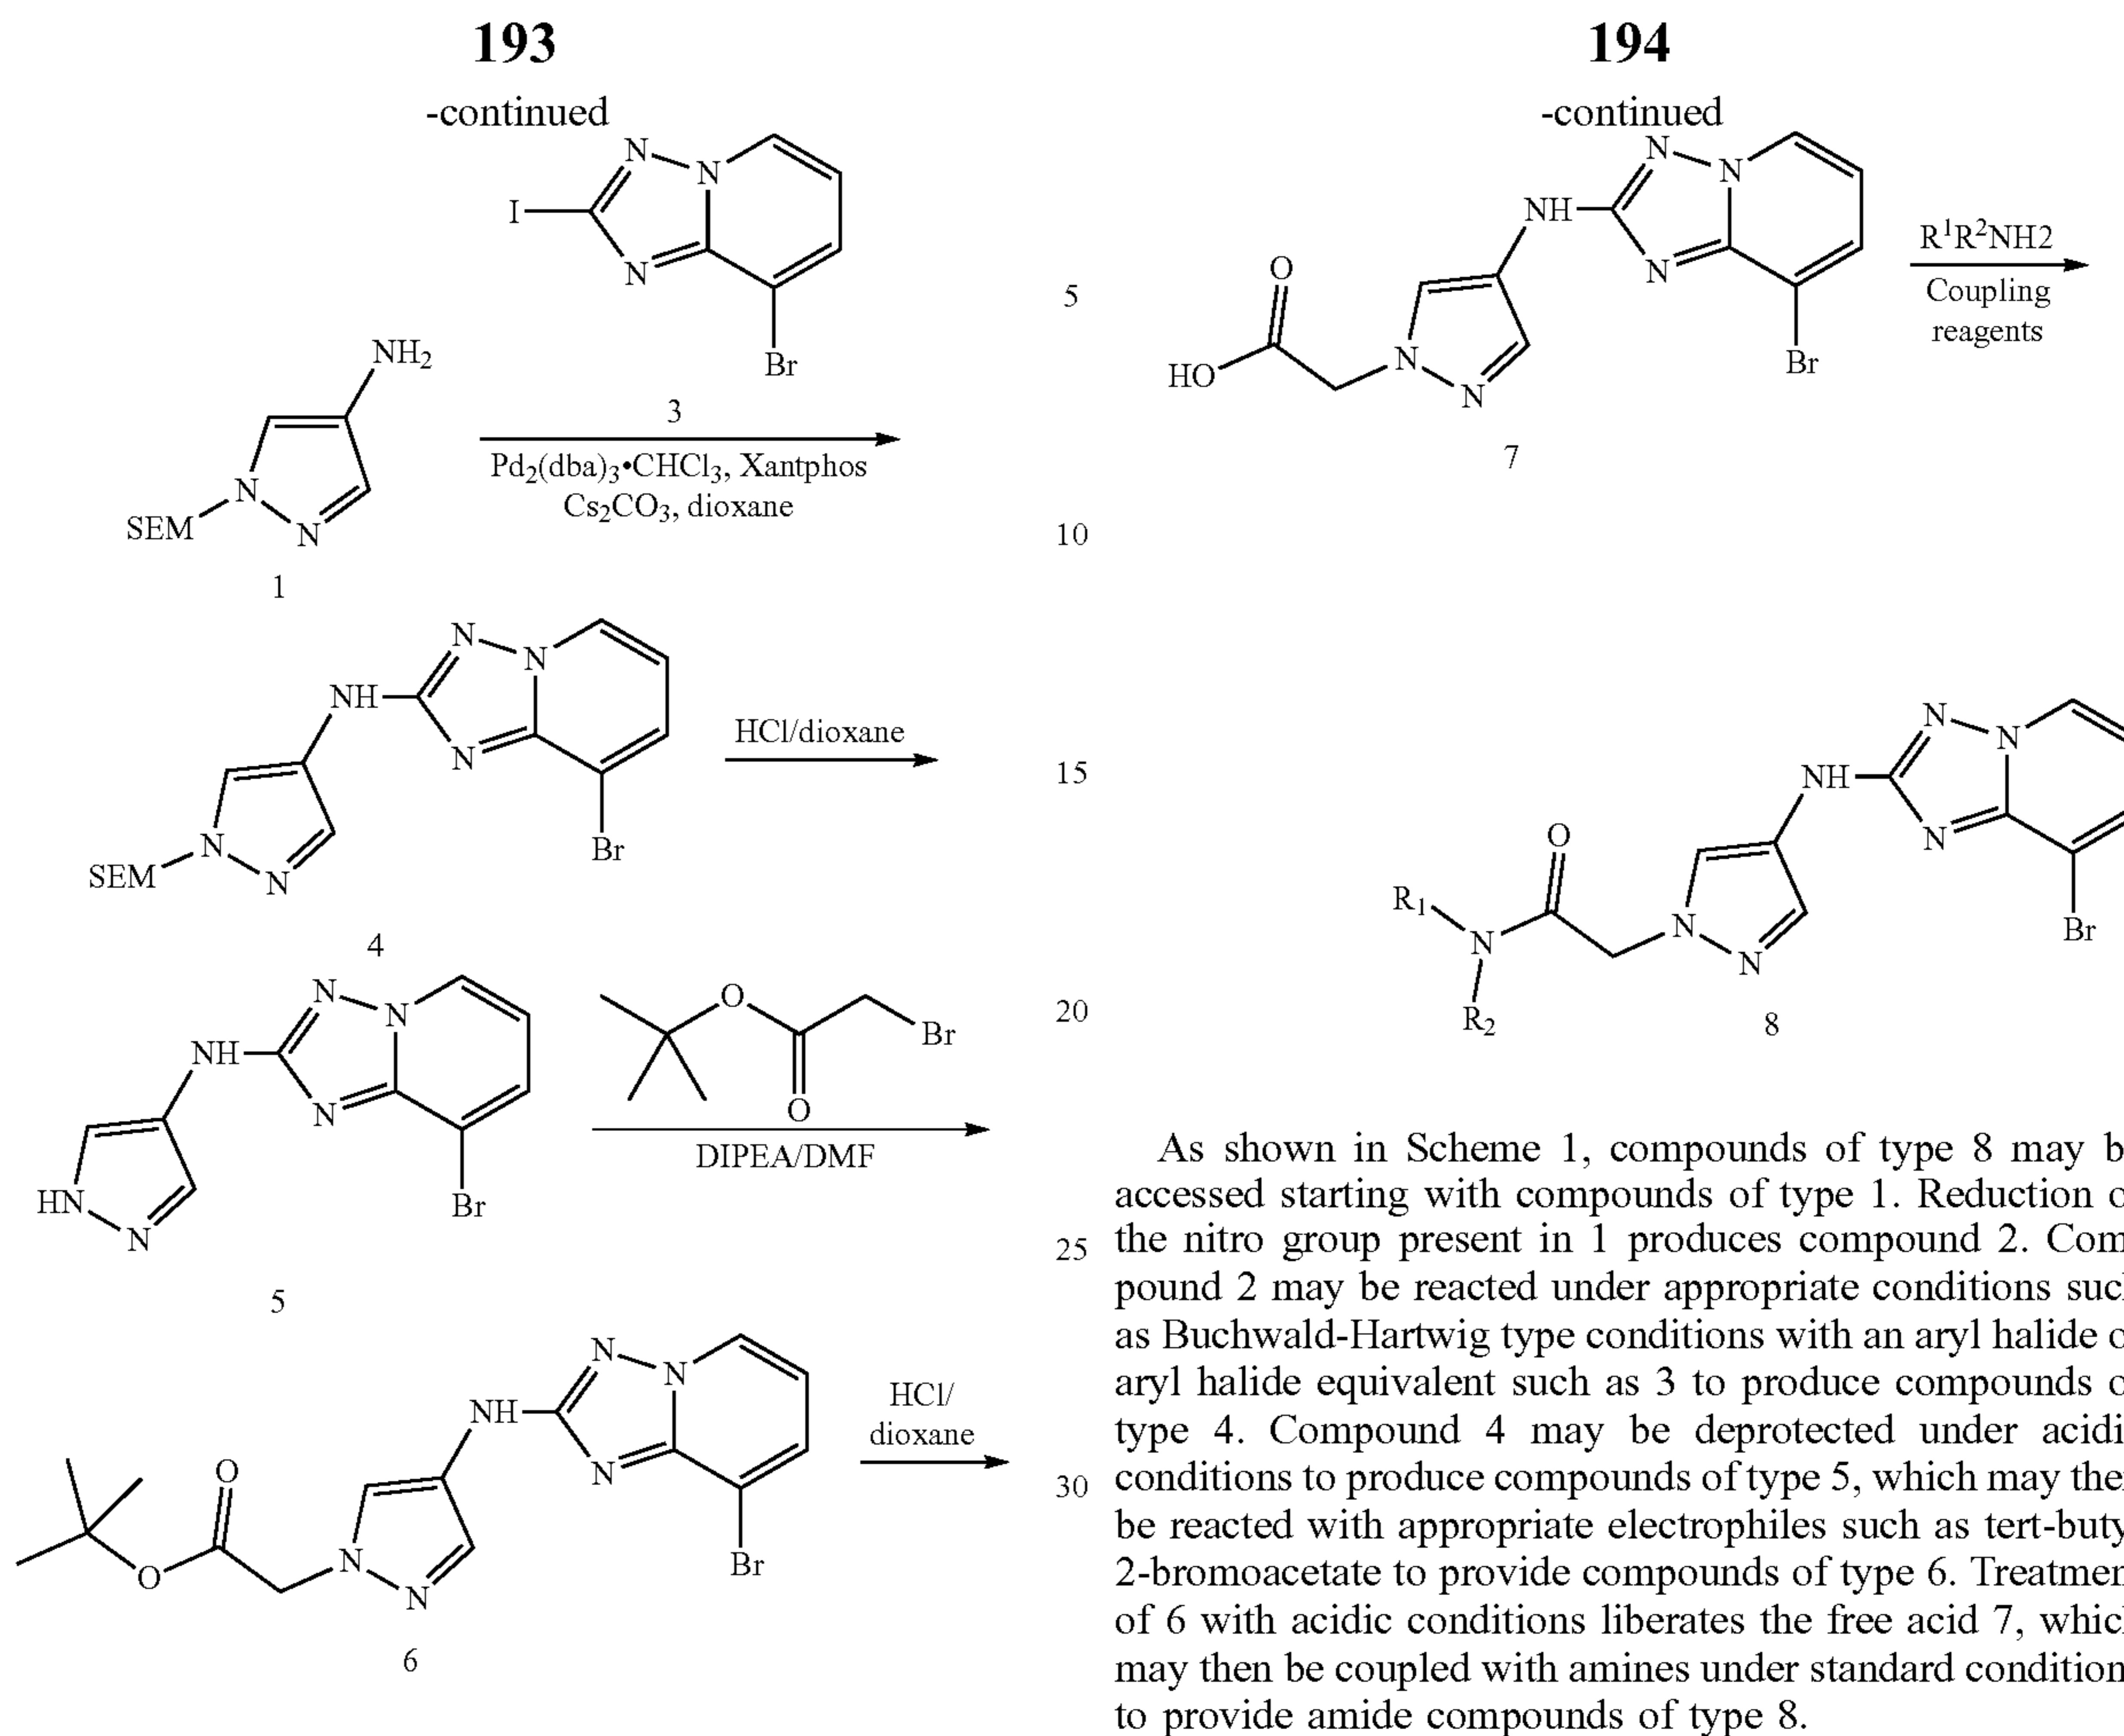 193
-continued
N
N
I
N
Br
NH2
3
Pd2(dba)3•CHCl3, Xantphos
Cs2CO3, dioxane
N
SEM
N
1
N
N
NH
N
HCl/dioxane
N
Br
SEM
N
4
N
N
NH
N
O
Br
O
DIPEA/DMF
HN
N
Br
5
N
N
NH
N
HCl/
dioxane
O
O
N
N
Br
6
194
-continued
N
N
NH
N
R1R2NH2
Coupling
reagents
O
HO
N
N
Br
7
5
10
15
20
25
30
N
N
NH
N
O
R1
N
N
Br
N
R2
8
As shown in Scheme 1, compounds of type 8 may b
accessed starting with compounds of type 1. Reduction o
the nitro group present in 1 produces compound 2. Com
pound 2 may be reacted under appropriate conditions suc
as Buchwald-Hartwig type conditions with an aryl halide o
aryl halide equivalent such as 3 to produce compounds o
type 4. Compound 4 may be deprotected under acidi
conditions to produce compounds of type 5, which may the
be reacted with appropriate electrophiles such as tert-buty
2-bromoacetate to provide compounds of type 6. Treatmen
of 6 with acidic conditions liberates the free acid 7, whic
may then be coupled with amines under standard condition
to provide amide compounds of type 8.